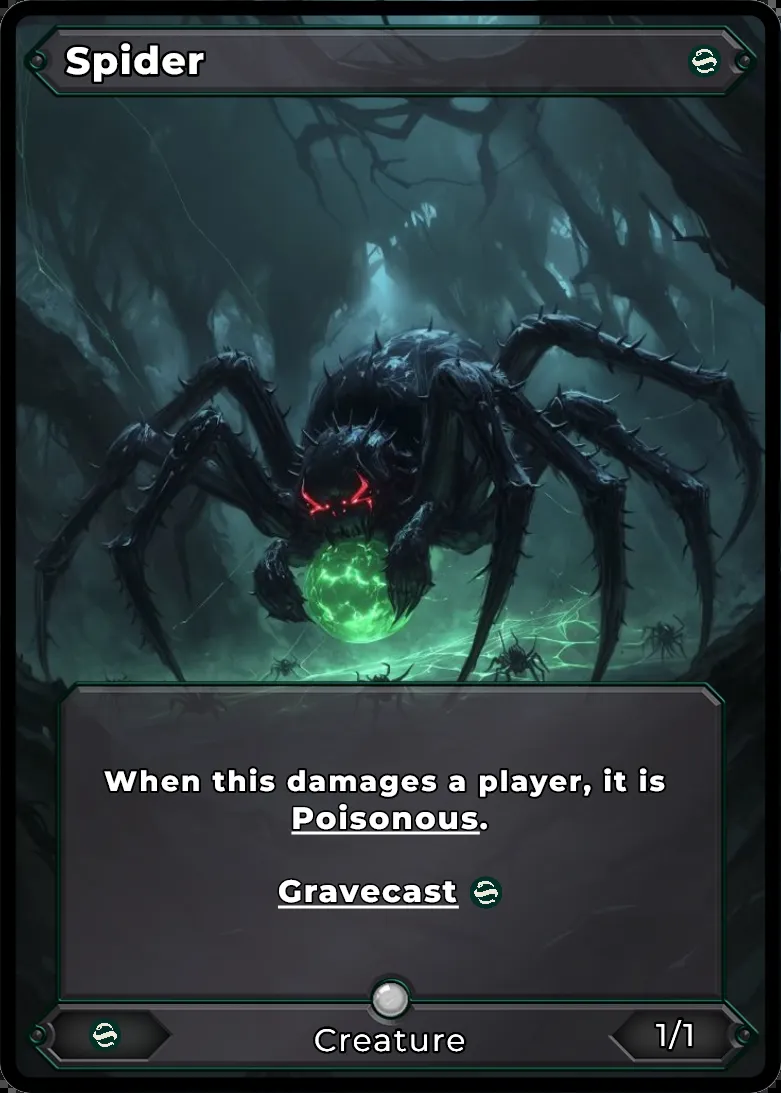 Spider
When this damages a player, it is
Poisonous.
Gravecast
Creature
1/1